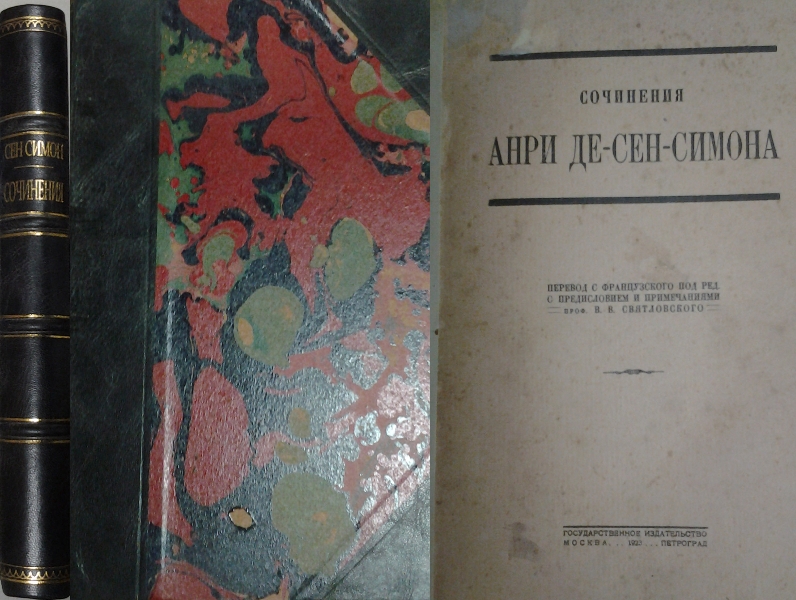 СЕН СИМОН
СОЧИНЕНИЯ
СОЧИНЕНИЯ
АНРИ ДЕ-СЕН-СИМОНА
ПЕРЕВОД С ФРАНЦУЗСКОГО ПОД РЕД.
С ПРЕДИСЛОВИЕМ И ПРИМЕЧАНИЯМИ
ПРОФ. В. В. СВЯТЛОВСКОГО
ГОСУДАРСТВЕННОЕ ИЗДАТЕЛЬСТВО
МОСКВА... 1923... ПЕТРОГРАД